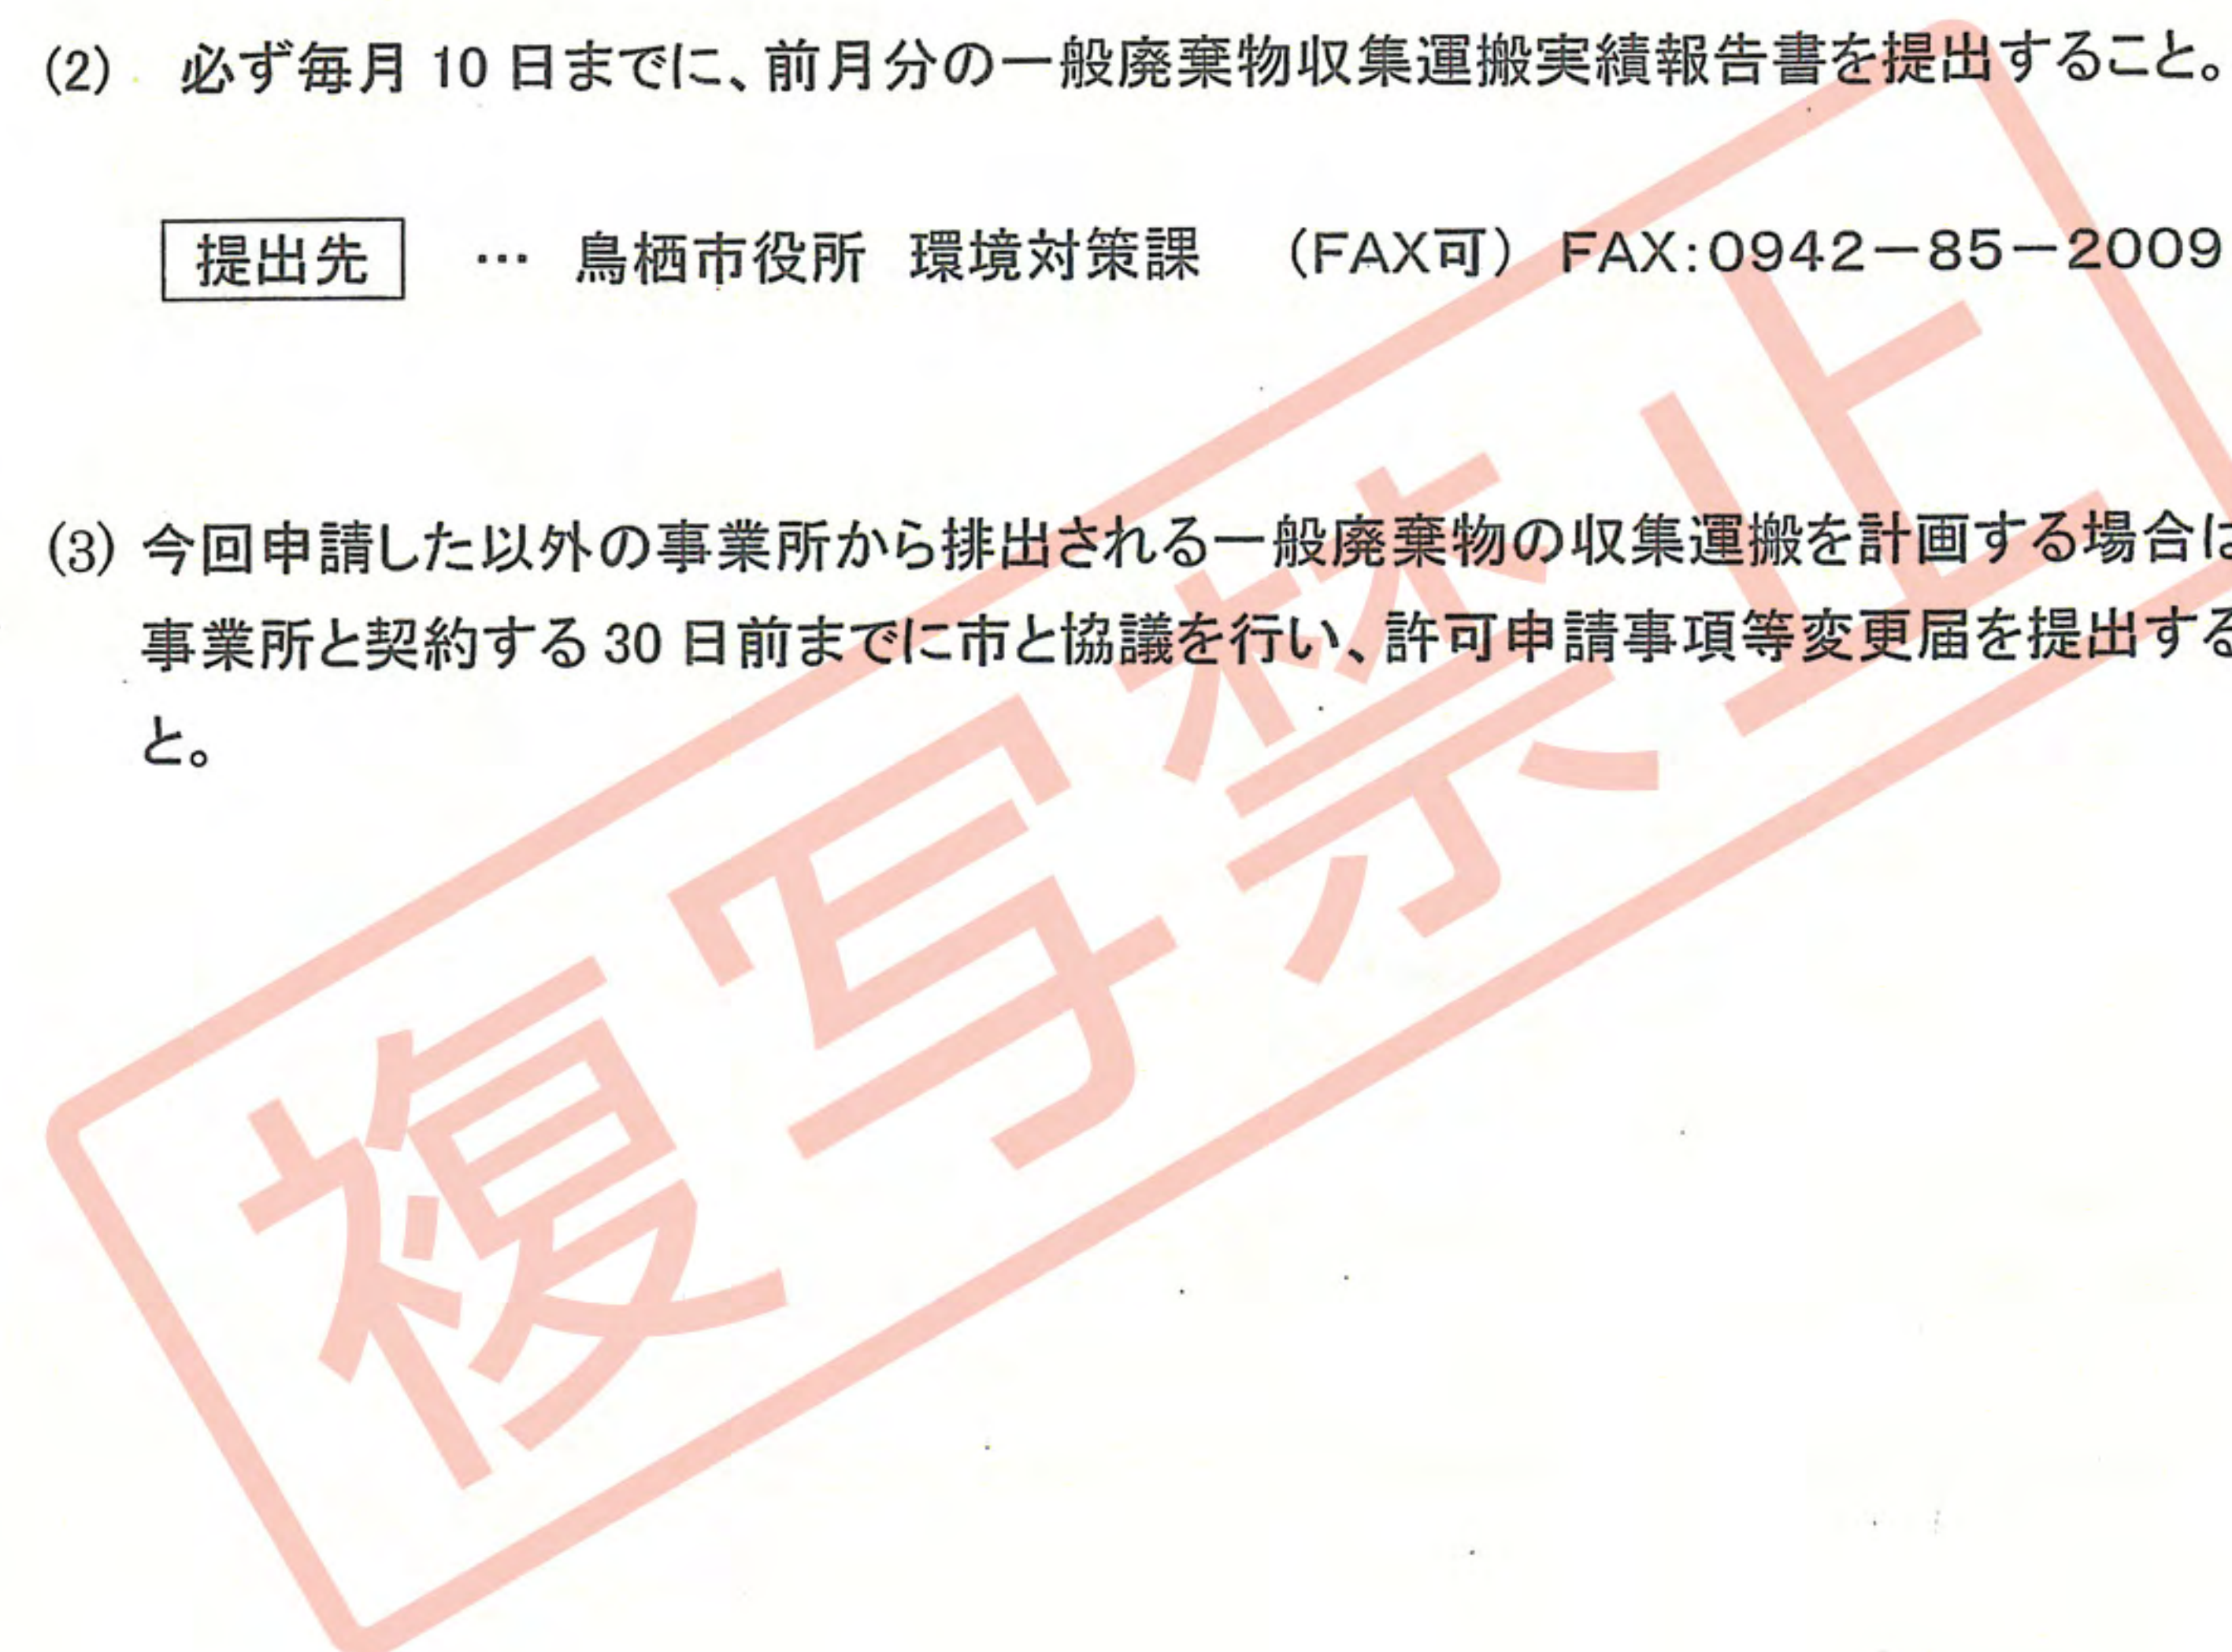 (2) 必ず毎月 10 日までに、前月分の一般廃棄物収集運搬実績報告書を提出すること。
提出先 … 鳥栖市役所 環境対策課 （FAX可） FAX：0942－85－2009
(3) 今回申請した以外の事業所から排出される一般廃棄物の収集運搬を計画する場合は
事業所と契約する 30 日前までに市と協議を行い、許可申請事項等変更届を提出する
と。
複写禁止